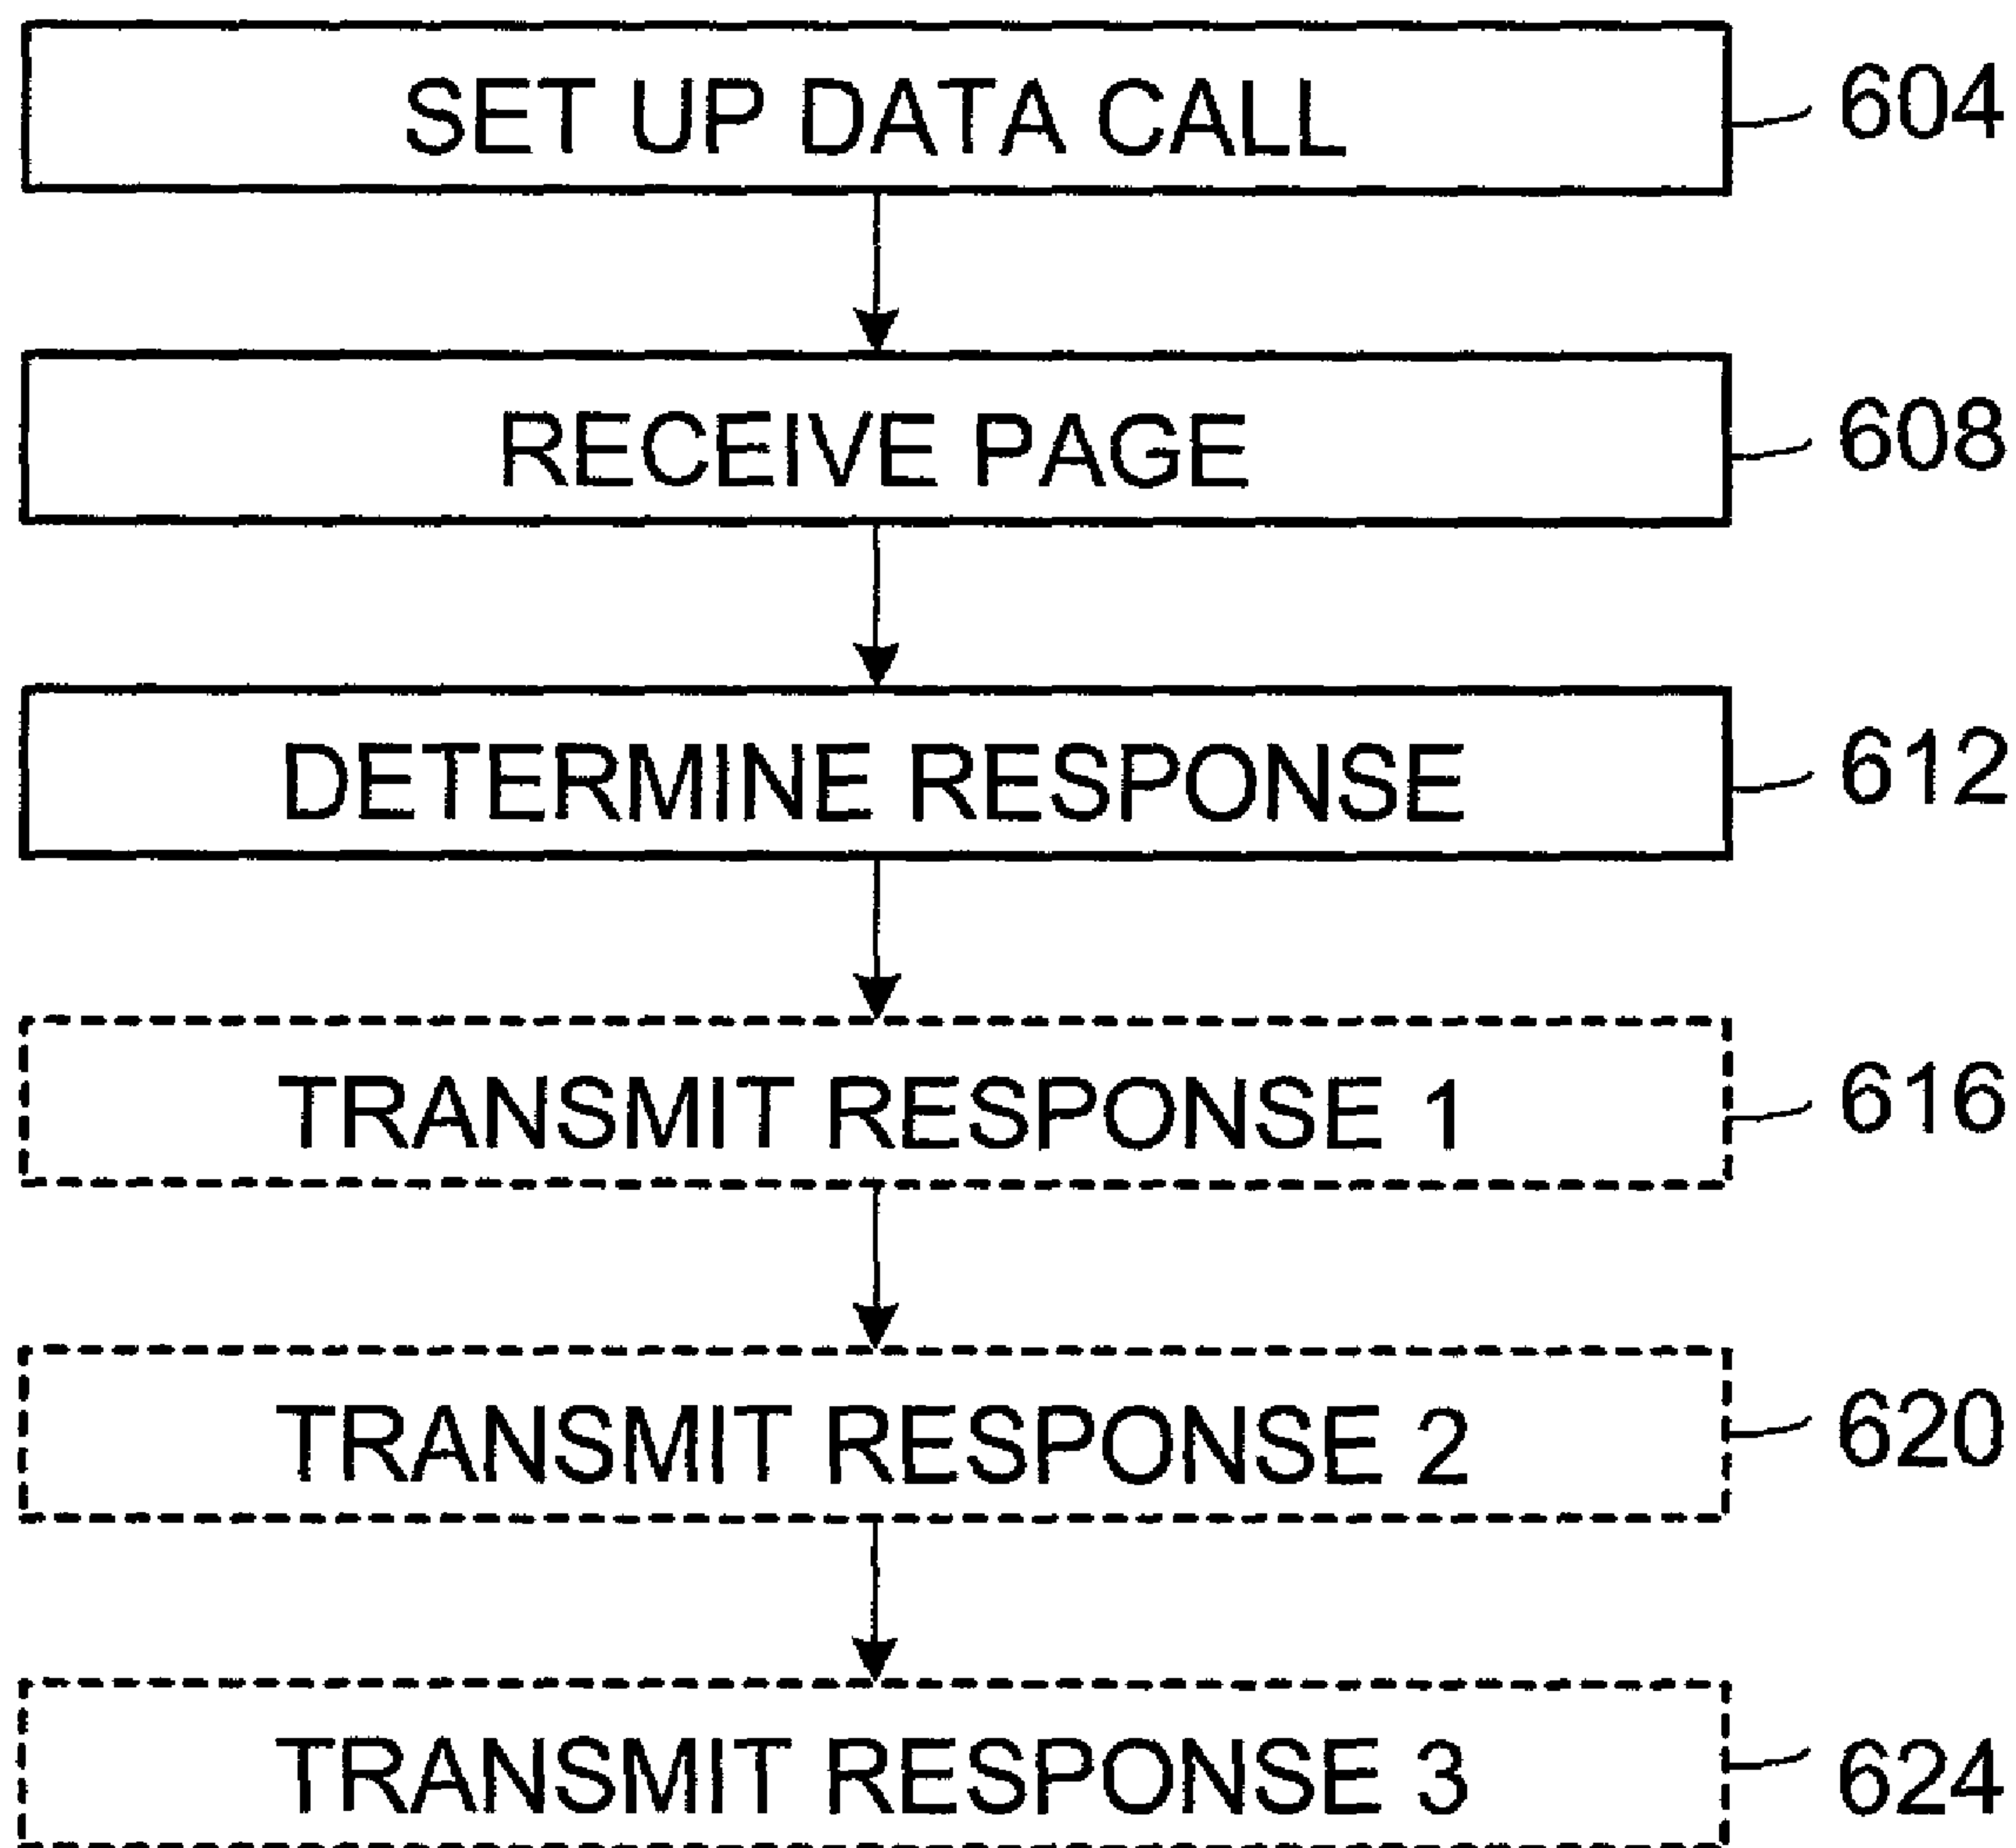 SET UP DATA CALL 604
RECEIVE PAGE 608
DETERMINE RESPONSE 612
TRANSMIT RESPONSE 1 616
TRANSMIT RESPONSE 2 620
TRANSMIT RESPONSE 3 624